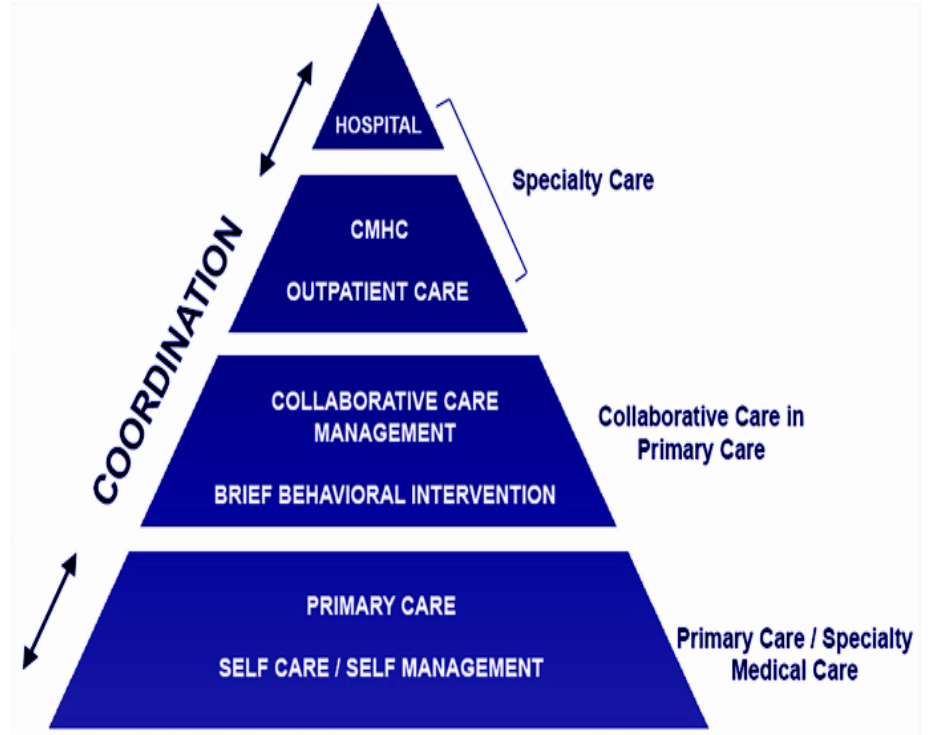 HOSPITAL
Specialty Care
CMHC
OUTPATIENT CARE
COORDINATION
COLLABORATIVE CARE
MANAGEMENT
BRIEF BEHAVIORAL INTERVENTION
Collaborative Care in
Primary Care
PRIMARY CARE
SELF CARE / SELF MANAGEMENT
Primary Care / Specialty
Medical Care